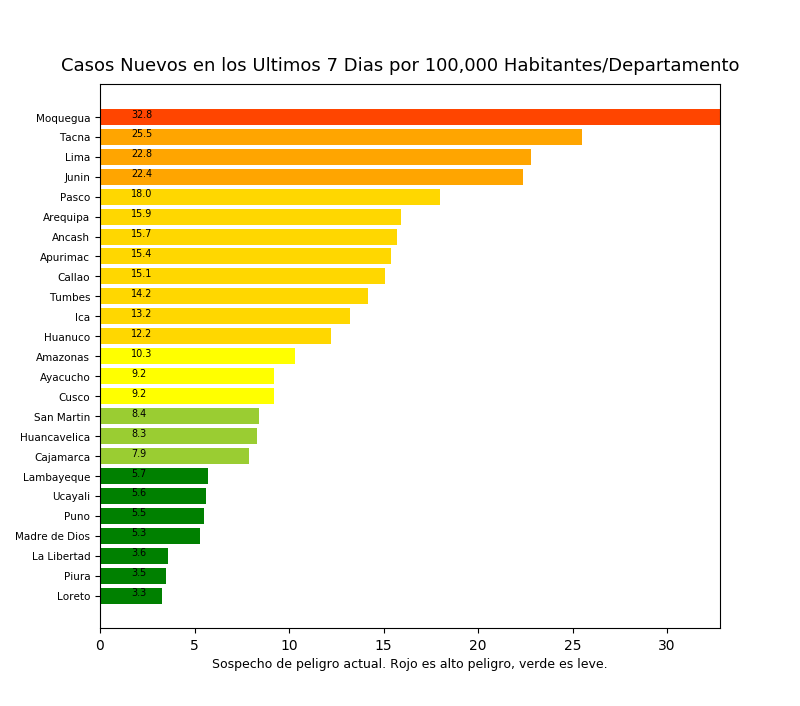 Casos Nuevos en los Ultimos 7 Dias por 100,000 Habitantes/Departamento
Moquegua 32.8
Tacna 25.5
Lima 22.8
Junin 22.4
Pasco 18.0
Arequipa 15.9
Ancash 15.7
Apurimac 15.4
Callao 15.1
Tumbes 14.2
Ica 13.2
Huanuco 12.2
Amazonas 10.3
Ayacucho 9.2
Cusco 9.2
San Martin 8.4
Huancavelica 8.3
Cajamarca 7.9
Lambayeque 5.7
Ucayali 5.6
Puno 5.5
Madre de Dios 5.3
La Libertad 3.6
Piura 3.5
Loreto 3.3
0 5 10 15 20 25 30
Sospecho de peligro actual. Rojo es alto peligro, verde es leve.